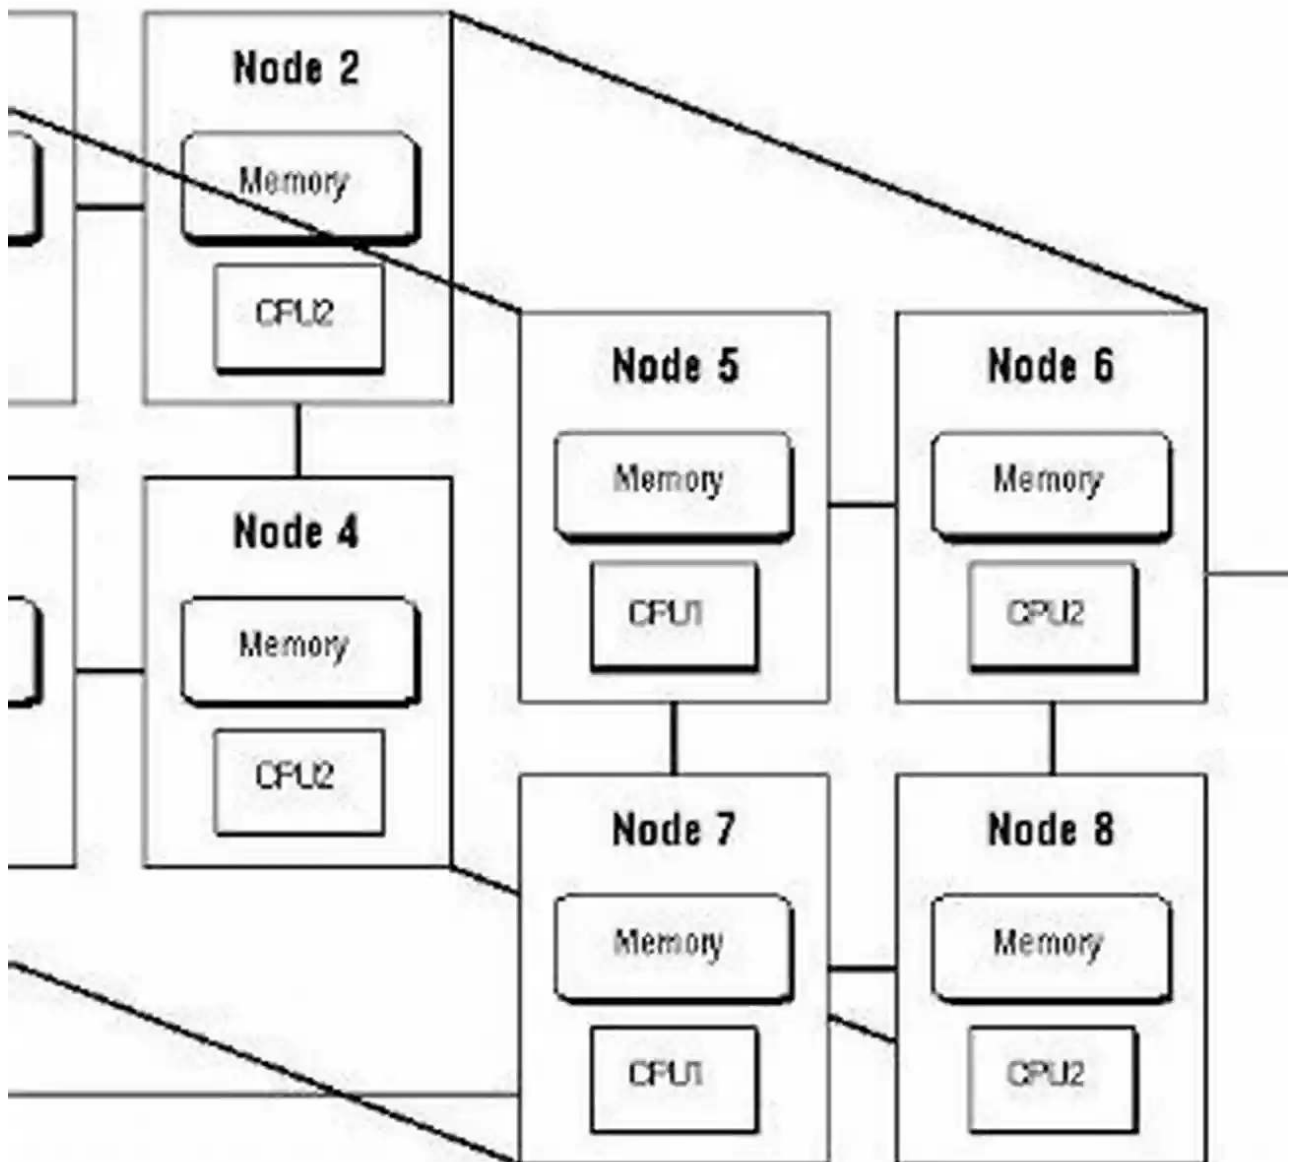 Node 2
Memory
CPU2
Node 5
Memory
CPU1
Node 6
Memory
CPU2
Node 4
Memory
CPU2
Node 7
Memory
CPU1
Node 8
Memory
CPU2